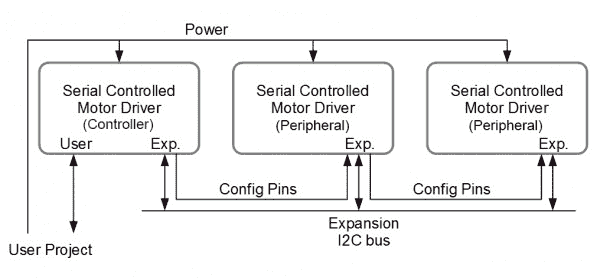 Power
Serial Controlled
Motor Driver
(Controller)
User Exp.
Serial Controlled
Motor Driver
(Peripheral)
Exp.
Serial Controlled
Motor Driver
(Peripheral)
Exp.
Config Pins
Config Pins
Expansion
I2C bus
User Project